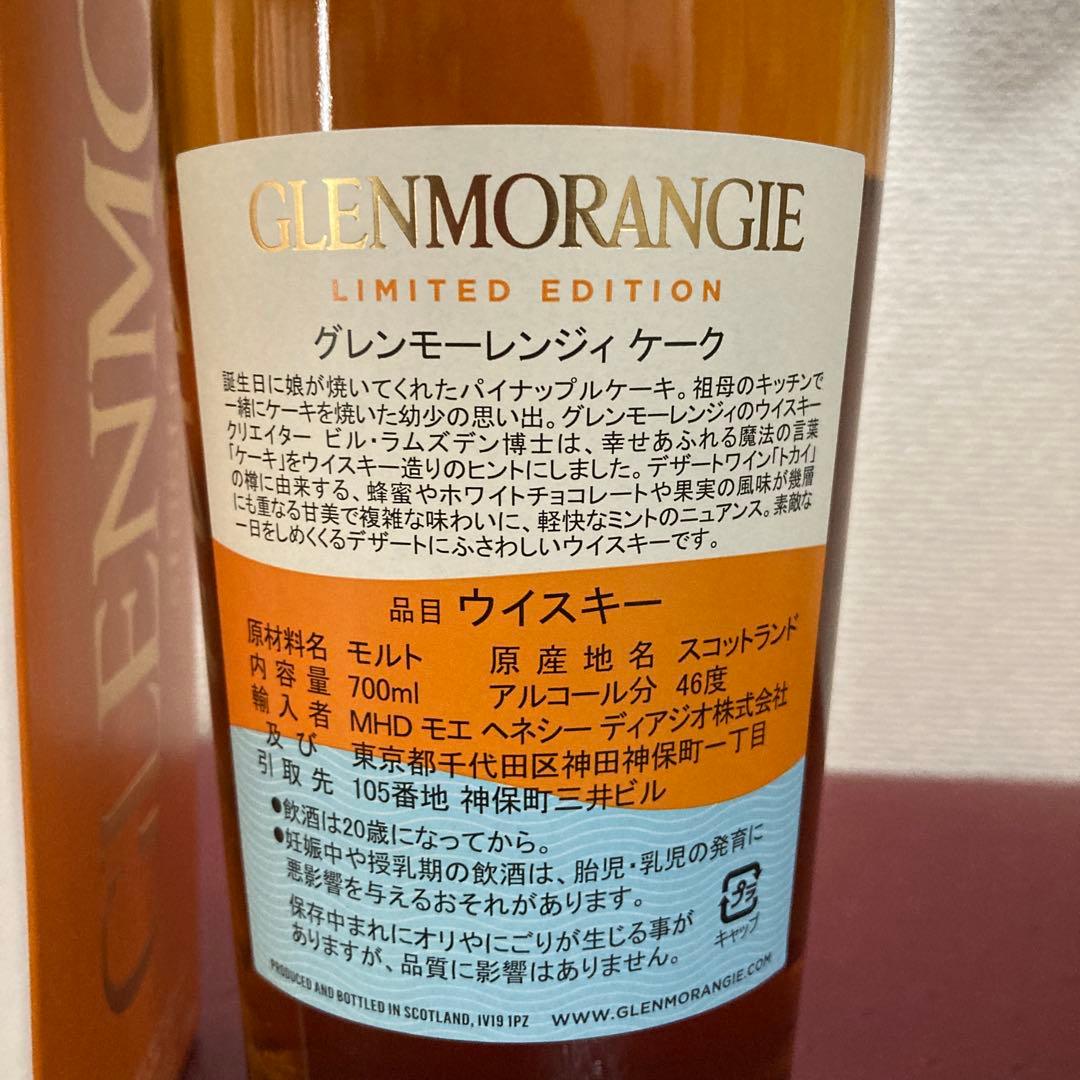 GLENMO
GLENMORANGIE
LIMITED EDITION
グレンモーレンジィ ケーク
誕生日に娘が焼いてくれたパイナップルケーキ。祖母のキッチンで
一緒にケーキを焼いた幼少の思い出。グレンモーレンジィのウイスキー
クリエイター ビル・ラムズデン博士は、幸せあふれる魔法の言葉
「ケーキ」をウイスキー造りのヒントにしました。デザートワイン「トカイ」
の樽に由来する、蜂蜜やホワイトチョコレートや果実の風味が幾層
にも重なる甘美で複雑な味わいに、軽快なミントのニュアンス。素敵な
一日をしめくくるデザートにふさわしいウイスキーです。
品目 ウイスキー
原材料名 モルト 原産地名 スコットランド
内容量 700ml アルコール分 46度
輸入者 MHD モエ ヘネシー ディアジオ株式会社
及び 東京都千代田区神田神保町一丁目
引取先 105番地 神保町三井ビル
●飲酒は20歳になってから。
●妊娠中や授乳期の飲酒は、胎児・乳児の発育に
悪影響を与えるおそれがあります。
保存中まれにオリやにごりが生じる事が
ありますが、品質に影響はありません。
プラ
キャップ
PRODUCED AND BOTTLED IN SCOTLAND, IV19 1PZ WWW.GLENMORANGIE.COM